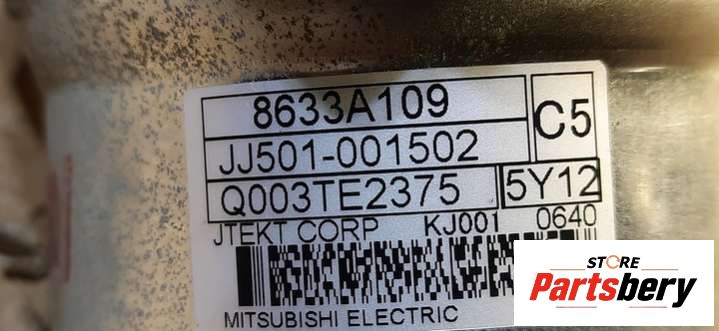 8633A109
C5
JJ501-001502
Q003TE2375
5Y12
JTEKT CORP KJ001 0640
MITSUBISHI ELECTRIC
STORE
Partsbery